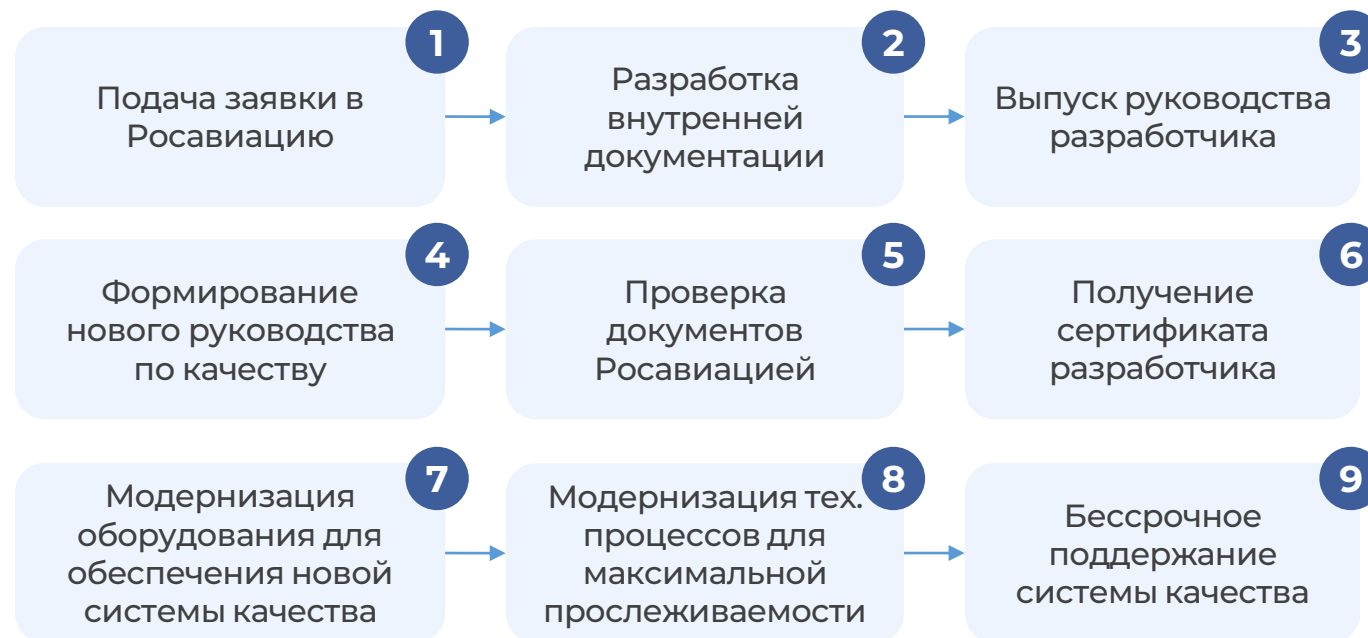 1
Подача заявки в
Росавиацию
2
Разработка
внутренней
документации
3
Выпуск руководства
разработчика
4
Формирование
нового руководства
по качеству
5
Проверка
документов
Росавиацией
6
Получение
сертификата
разработчика
7
Модернизация
оборудования для
обеспечения новой
системы качества
8
Модернизация тех.
процессов для
максимальной
прослеживаемости
9
Бессрочное
поддержание
системы качества